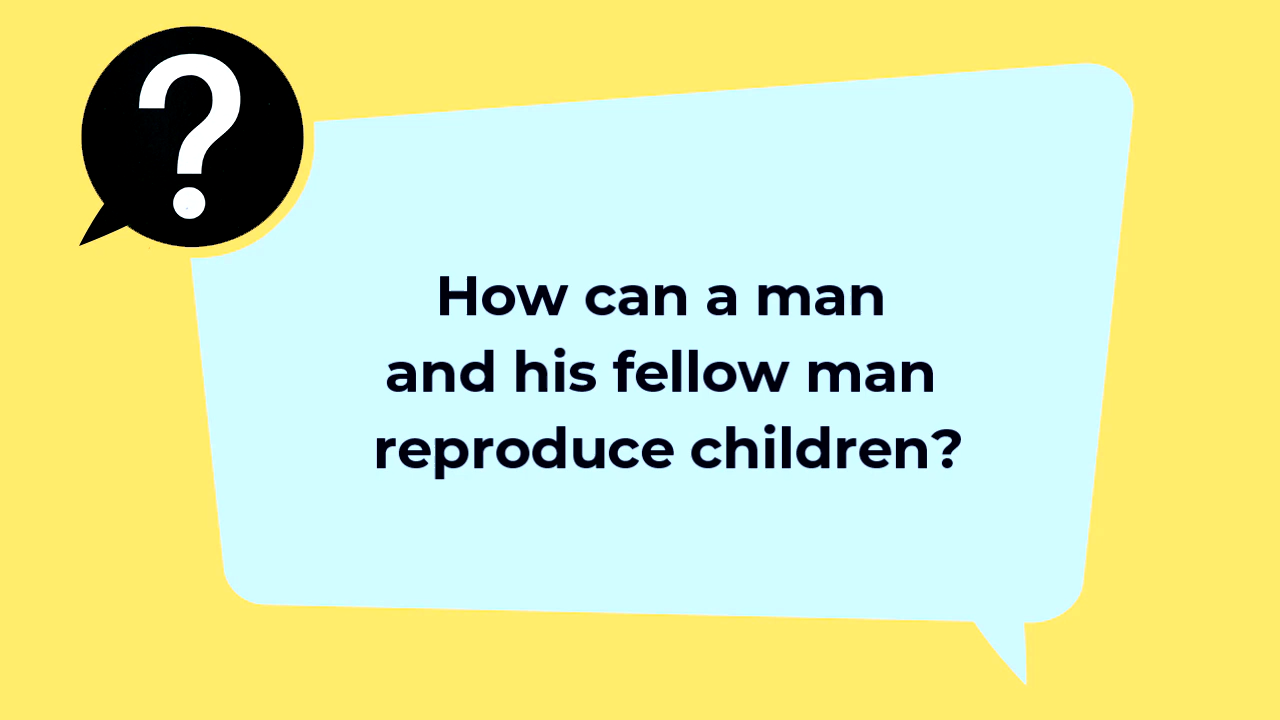 ?
How can a man
and his fellow man
reproduce children?